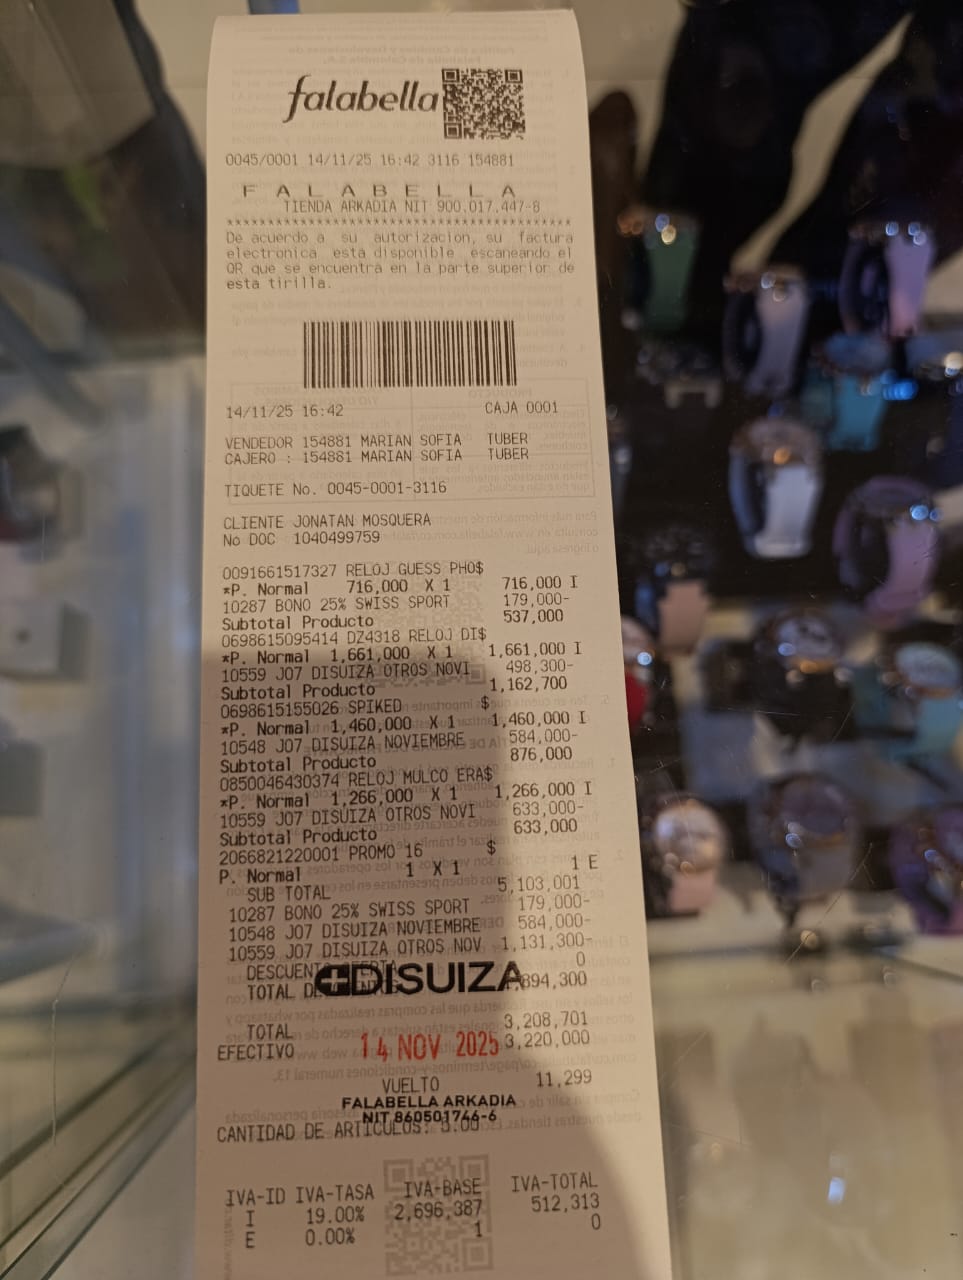 falabella
0045/0001 14/11/25 16:42 3116 154881
F A L A B E L L A
TIENDA ARKADIA NIT 900.017.447-8
****************************************
De acuerdo a su autorizacion, su factura
electronica esta disponible escaneando el
QR que se encuentra en la parte superior de
esta tirilla.
14/11/25 16:42 CAJA 0001
VENDEDOR 154881 MARIAN SOFIA TUBER
CAJERO : 154881 MARIAN SOFIA TUBER
TIQUETE No. 0045-0001-3116
CLIENTE JONATAN MOSQUERA
No DOC 1040499759
0091661517327 RELOJ GUESS PHO$
*P. Normal 716,000 X 1 716,000 I
10287 BONO 25% SWISS SPORT 179,000-
Subtotal Producto 537,000
0698615095414 DZ4318 RELOJ DI$
*P. Normal 1,661,000 X 1 1,661,000 I
10559 J07 DISUIZA OTROS NOVI 498,300-
Subtotal Producto 1,162,700
0698615155026 SPIKED $
*P. Normal 1,460,000 X 1 1,460,000 I
10548 J07 DISUIZA NOVIEMBRE 584,000-
Subtotal Producto 876,000
0850046430374 RELOJ MULCO ERA$
*P. Normal 1,266,000 X 1 1,266,000 I
10559 J07 DISUIZA OTROS NOVI 633,000-
Subtotal Producto 633,000
2066821220001 PROMO 16 $
P. Normal 1 X 1 1 E
SUB TOTAL 5,103,001
10287 BONO 25% SWISS SPORT 179,000-
10548 J07 DISUIZA NOVIEMBRE 584,000-
10559 J07 DISUIZA OTROS NOV 1,131,300-
0
DISUIZA
TOTAL 894,300
TOTAL 3,208,701
EFECTIVO 3,220,000
14 NOV 2025
VUELTO 11,299
FALABELLA ARKADIA
NIT 860501746-6
CANTIDAD DE ARTICULOS: 5.00
IVA-ID IVA-TASA IVA-BASE IVA-TOTAL
I 19.00% 2,696,387 512,313
E 0.00% 1 0